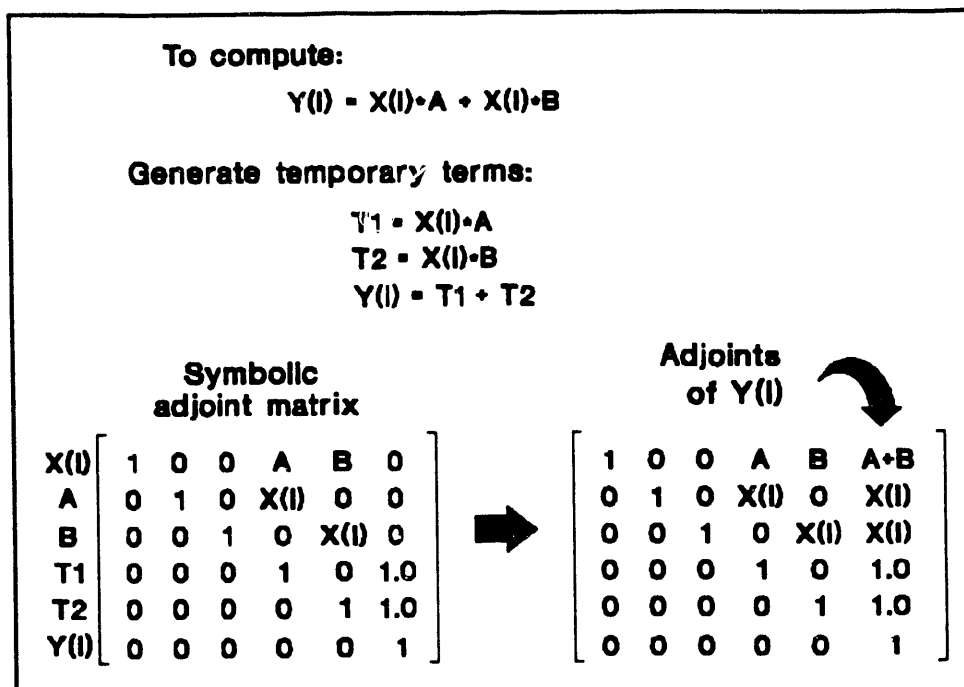 To compute:
Y(I) = X(I)*A + X(I)*B
Generate temporary terms:
T1 = X(I)*A
T2 = X(I)*B
Y(I) = T1 + T2
Symbolic
adjoint matrix
Adjoints
of Y(I)
X(I) 1 0 0 A B 0
A 0 1 0 X(I) 0 0
B 0 0 1 0 X(I) 0
T1 0 0 0 1 0 1.0
T2 0 0 0 0 1 1.0
Y(I) 0 0 0 0 0 1
1 0 0 A B A+B
0 1 0 X(I) 0 X(I)
0 0 1 0 X(I) X(I)
0 0 0 1 0 1.0
0 0 0 0 1 1.0
0 0 0 0 0 1